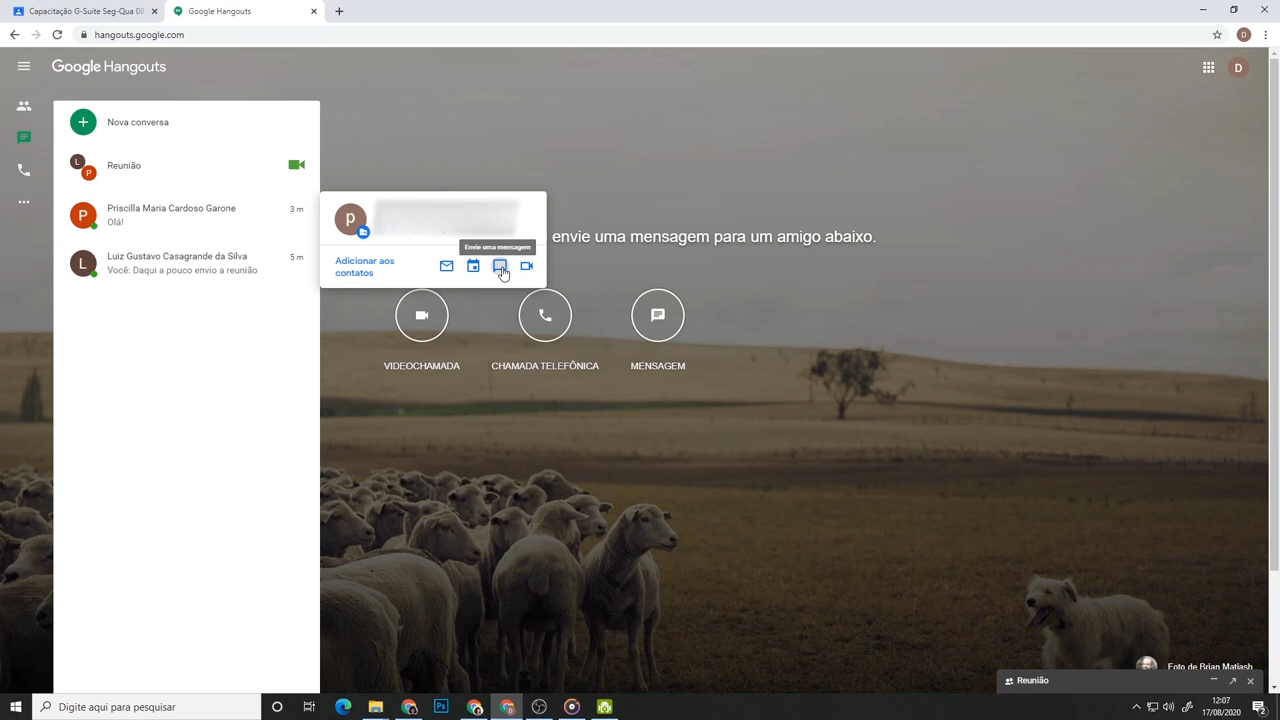 Capacitação G-Suite Seg-Qua 08
Google Hangouts
hangouts.google.com
D
Google Hangouts
D
Nova conversa
L
P
Reunião
P
Priscilla Maria Cardoso Garone
3 m
Olá!
L
Luiz Gustavo Casagrande da Silva
5 m
Você: Daqui a pouco envio a reunião
p
Envie uma mensagem
Adicionar aos
contatos
envie uma mensagem para um amigo abaixo.
VIDEOCHAMADA
CHAMADA TELEFÔNICA
MENSAGEM
Foto de Brian Matiash
Reunião
Digite aqui para pesquisar
Ps
12:07
17/08/2020